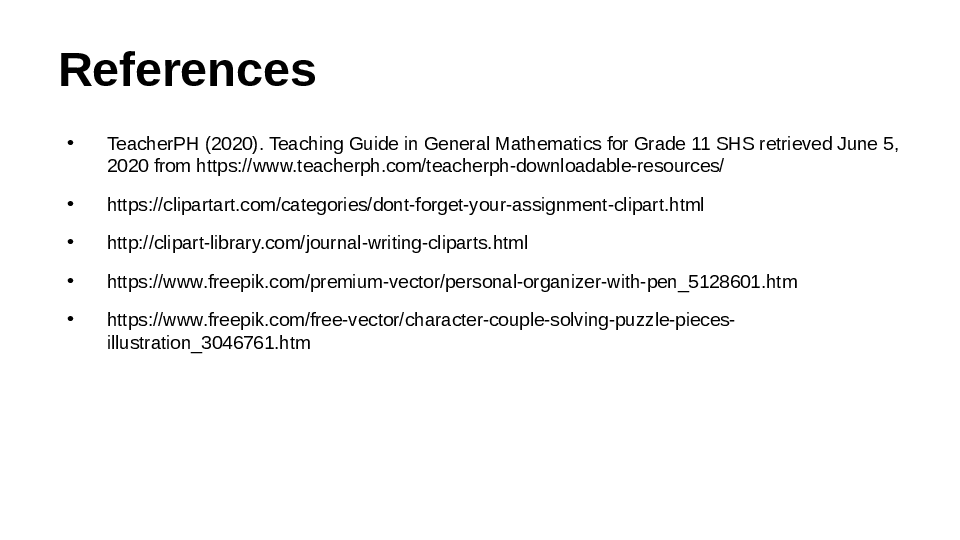 References
• TeacherPH (2020). Teaching Guide in General Mathematics for Grade 11 SHS retrieved June 5,
2020 from https://www.teacherph.com/teacherph-downloadable-resources/
• https://clipartart.com/categories/dont-forget-your-assignment-clipart.html
• http://clipart-library.com/journal-writing-cliparts.html
• https://www.freepik.com/premium-vector/personal-organizer-with-pen_5128601.htm
• https://www.freepik.com/free-vector/character-couple-solving-puzzle-pieces-
illustration_3046761.htm